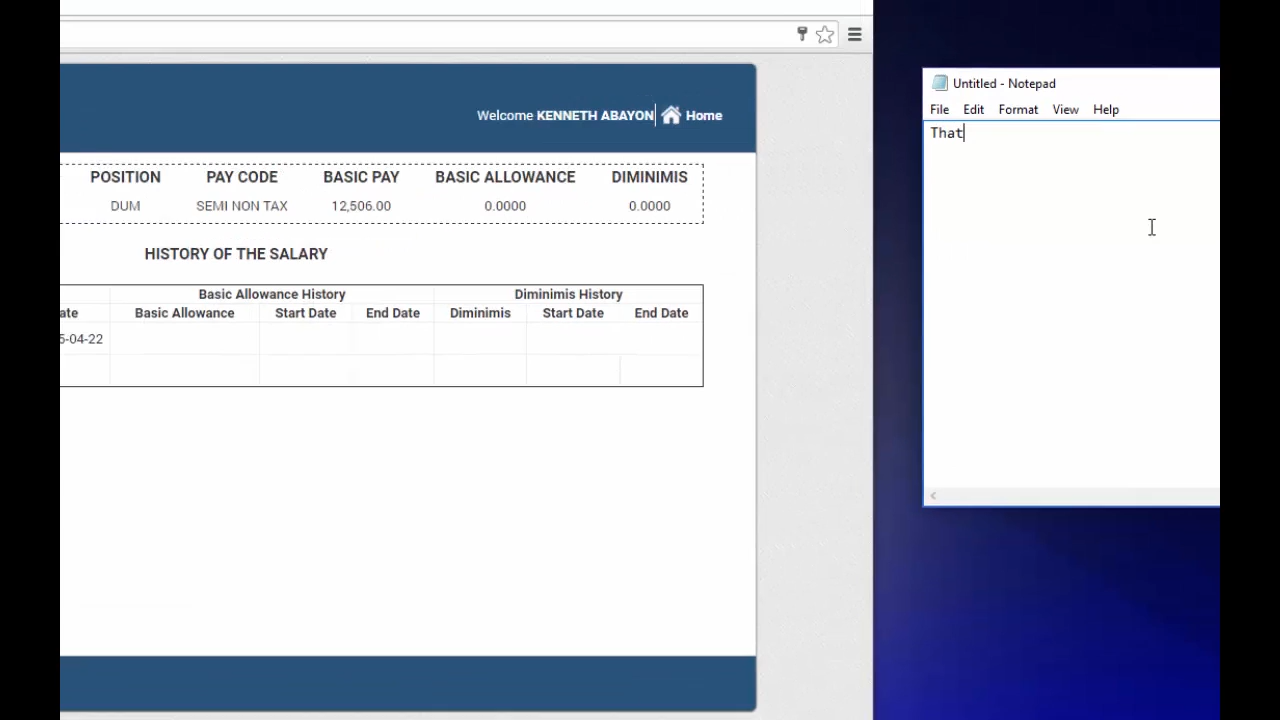 Welcome KENNETH ABAYON Home
POSITION PAY CODE BASIC PAY BASIC ALLOWANCE DIMINIMIS
DUM SEMI NON TAX 12,506.00 0.0000 0.0000
HISTORY OF THE SALARY
Basic Allowance History Diminimis History
ate Basic Allowance Start Date End Date Diminimis Start Date End Date
5-04-22
Untitled - Notepad
File Edit Format View Help
That